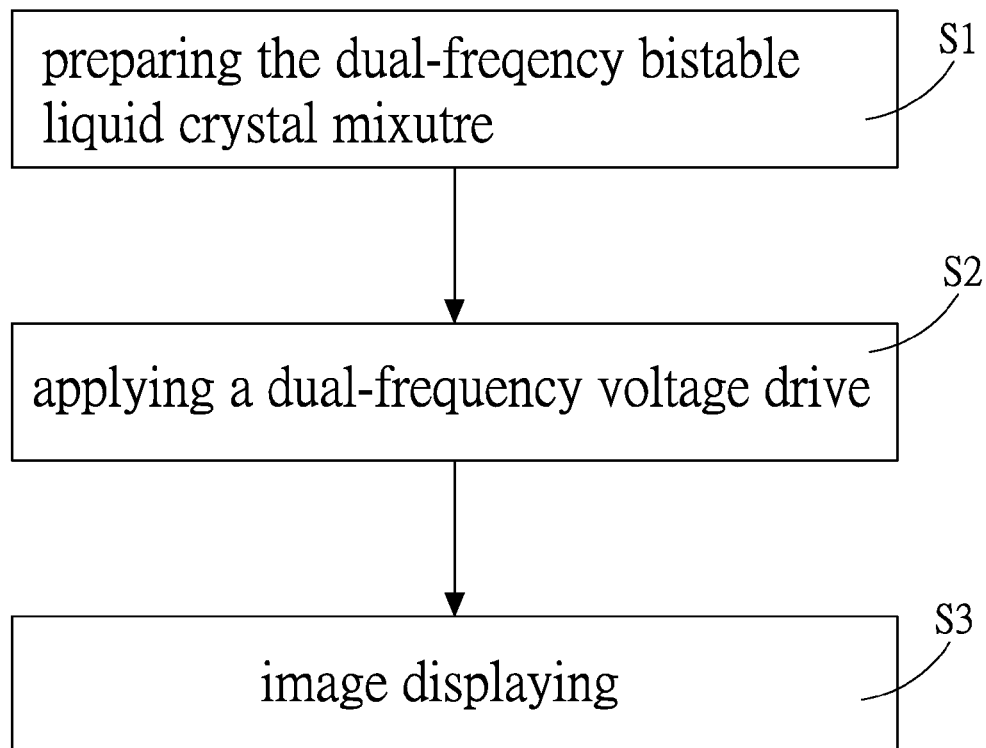 preparing the dual-freqency bistable
liquid crystal mixutre
S1
applying a dual-frequency voltage drive
S2
image displaying
S3